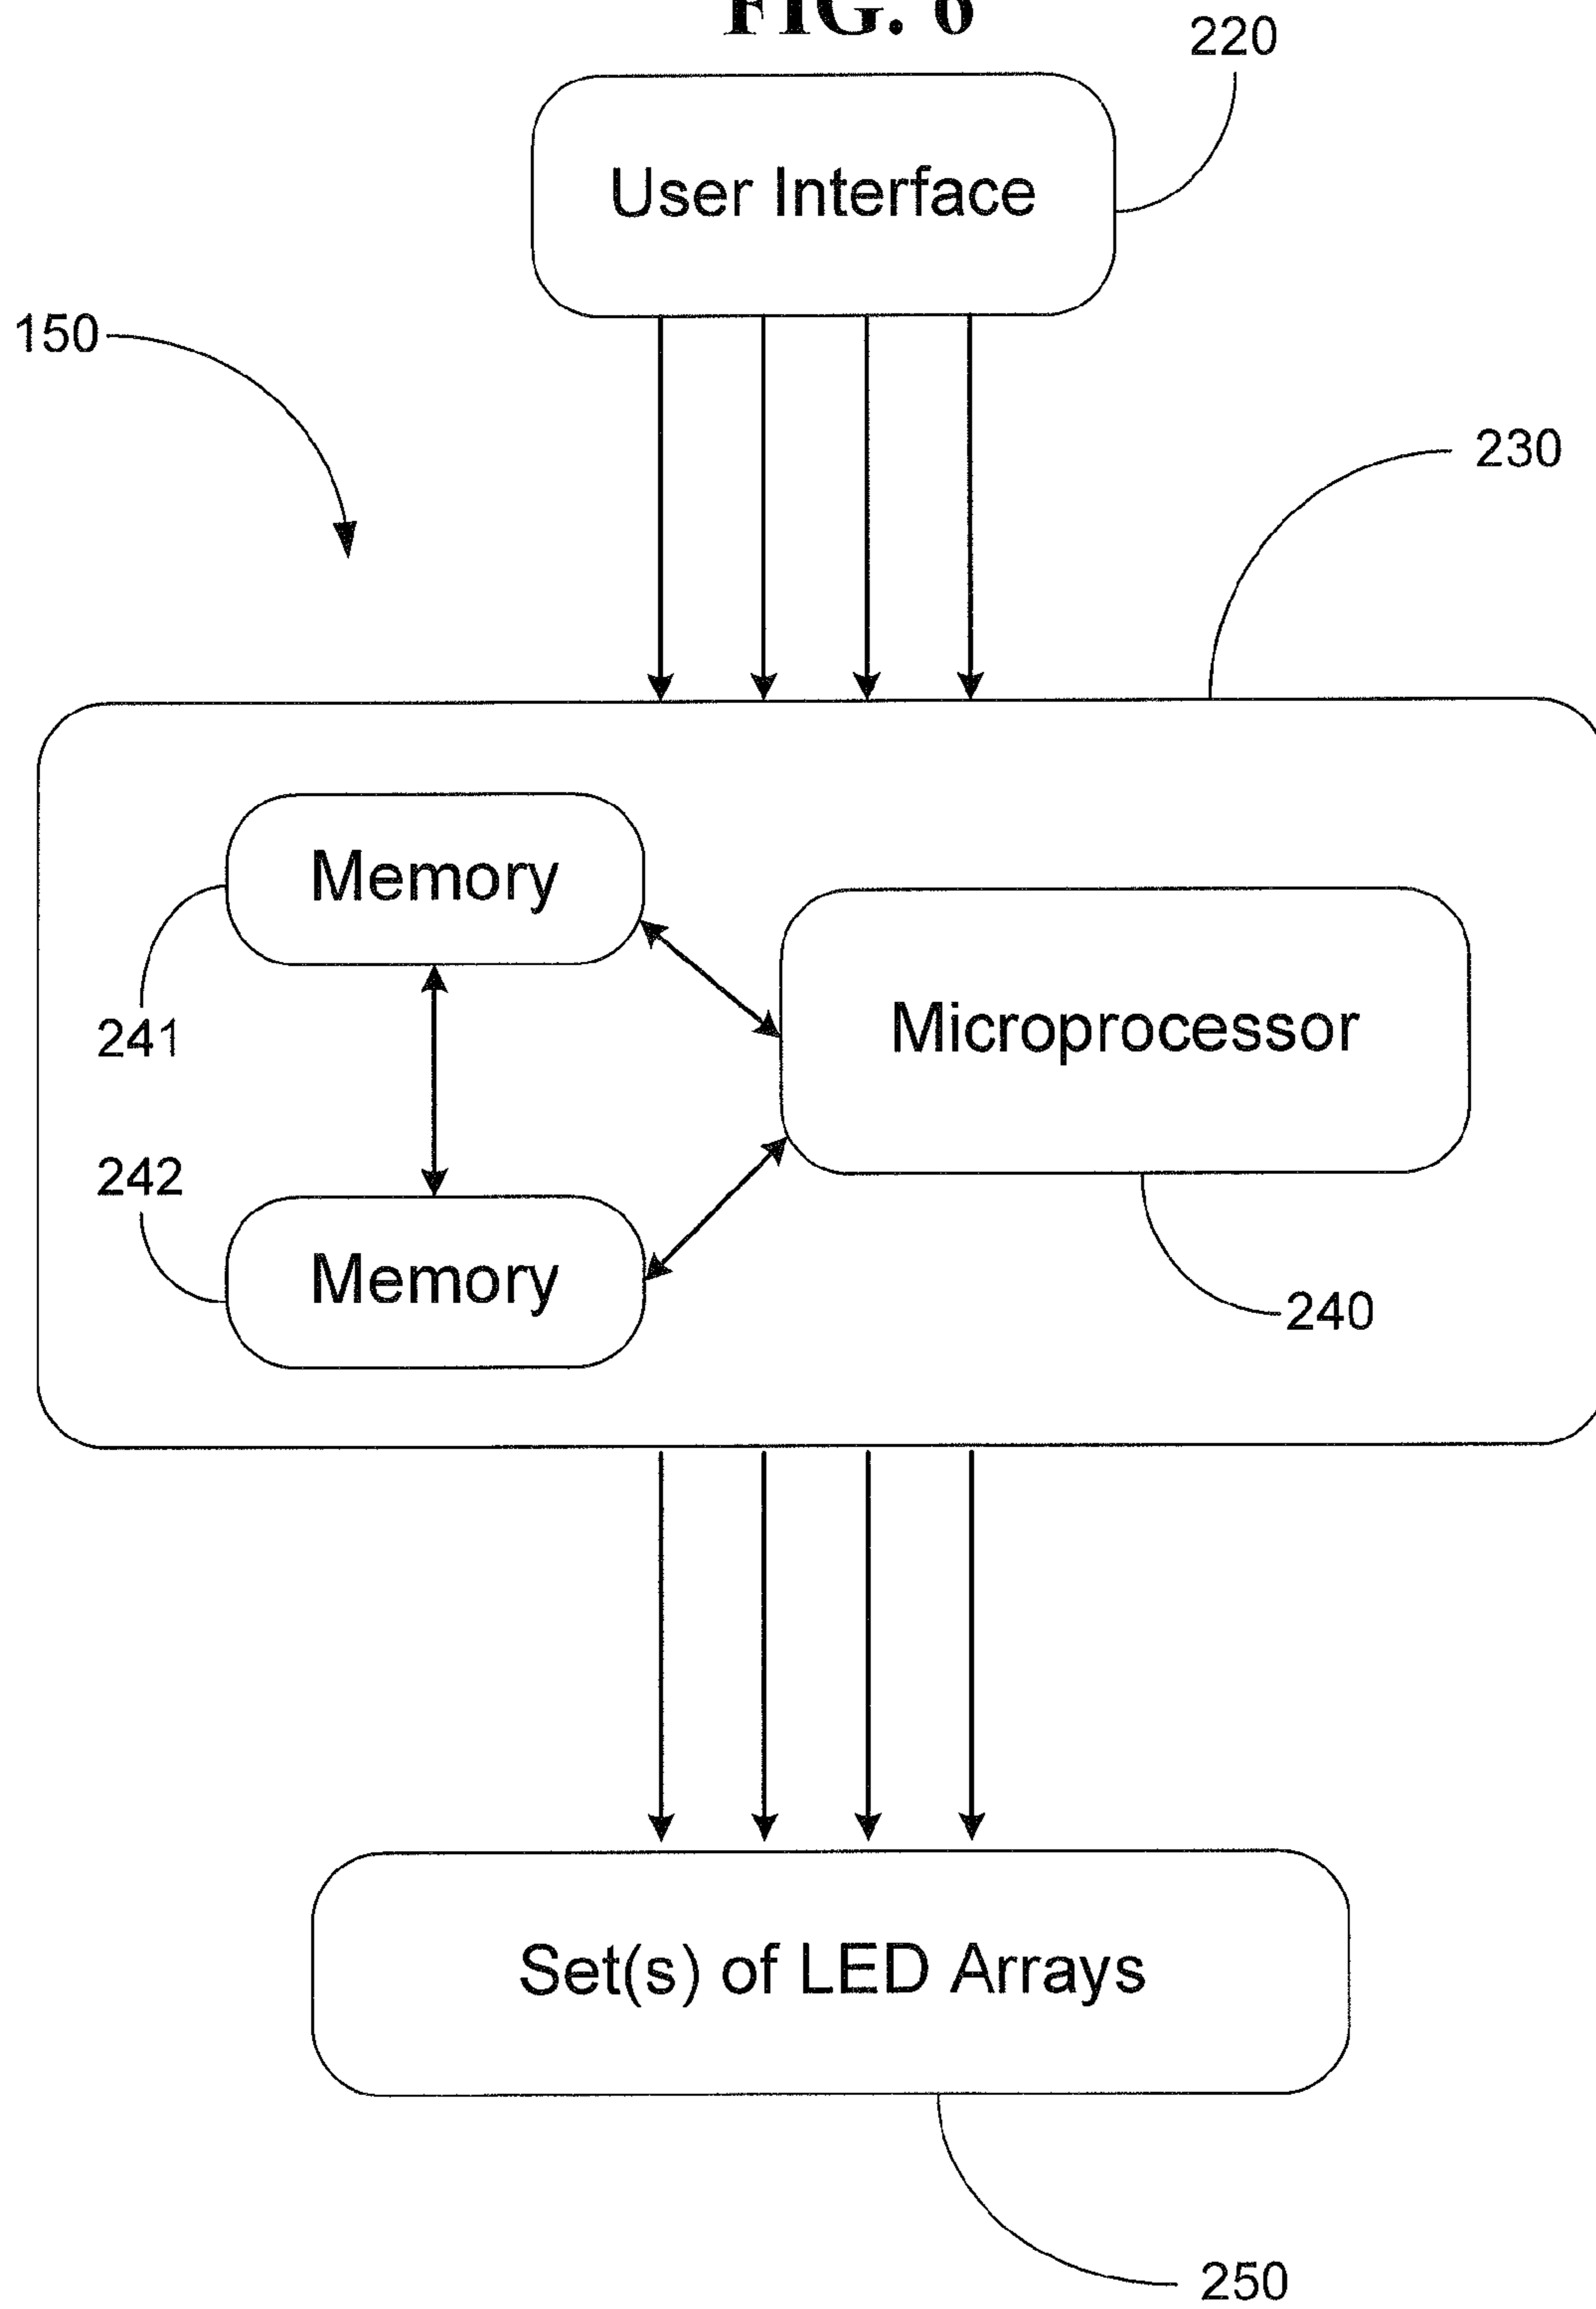 FIG. 6
220
User Interface
150
230
Memory
Microprocessor
241
242
Memory
240
Set(s) of LED Arrays
250